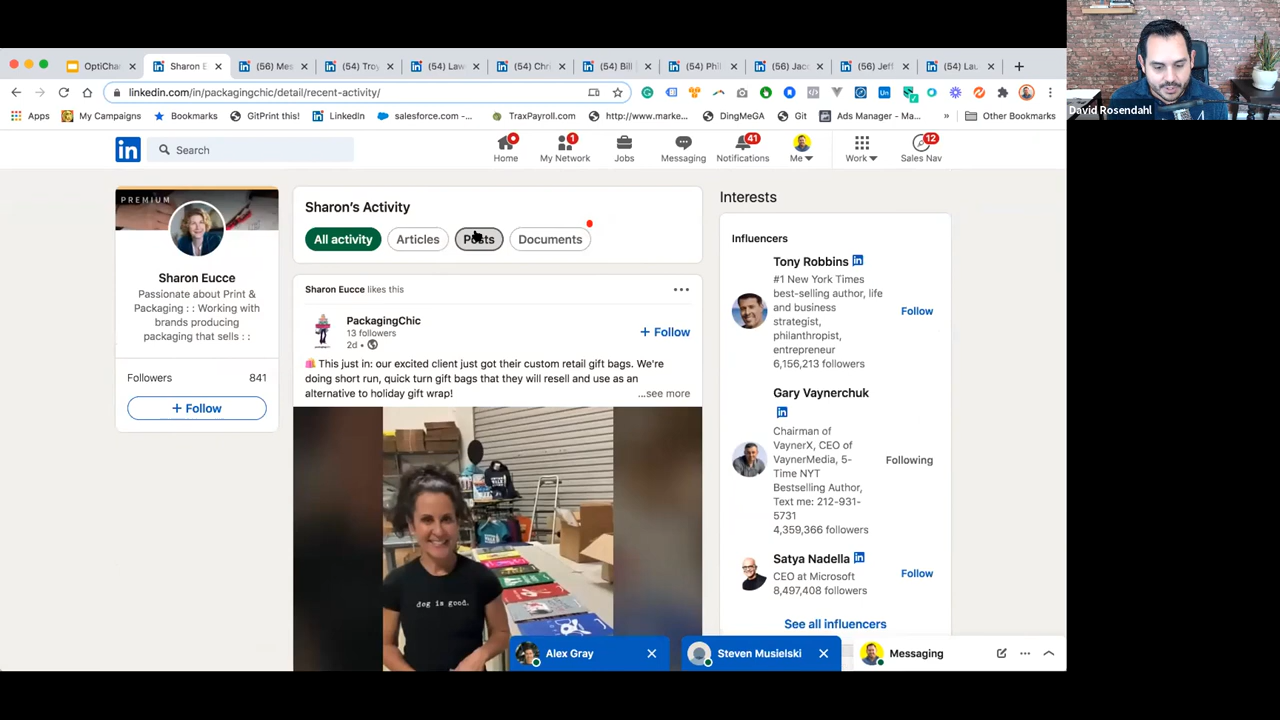 OptiCha
Sharon E
(56) Mes
(54) Tro
(54) Law
(54) Chr
(54) Bill
(54) Phil
(56) Jac
(56) Jeff
(54) Lau
linkedin.com/in/packagingchic/detail/recent-activity/
Apps
My Campaigns
Bookmarks
GitPrint this!
LinkedIn
salesforce.com -...
TraxPayroll.com
http://www.marke...
DingMeGA
Git
Ads Manager - Ma...
Other Bookmarks
David Rosendahl
in
Search
Home
1
My Network
Jobs
Messaging
41
Notifications
Me
Work
12
Sales Nav
PREMIUM
Sharon Eucce
Passionate about Print &
Packaging : : Working with
brands producing
packaging that sells : :
Followers 841
+ Follow
Sharon's Activity
All activity
Articles
Posts
Documents
Sharon Eucce likes this
PackagingChic
13 followers
2d •
+ Follow
🛍️ This just in: our excited client just got their custom retail gift bags. We're
doing short run, quick turn gift bags that they will resell and use as an
alternative to holiday gift wrap!
...see more
dog is good.
Interests
Influencers
Tony Robbins in
#1 New York Times
best-selling author, life
and business
strategist,
philanthropist,
entrepreneur
6,156,213 followers
Follow
Gary Vaynerchuk
in
Chairman of
VaynerX, CEO of
VaynerMedia, 5-
Time NYT
Bestselling Author,
Text me: 212-931-
5731
4,359,366 followers
Following
Satya Nadella in
CEO at Microsoft
8,497,408 followers
Follow
See all influencers
Alex Gray
Steven Musielski
Messaging